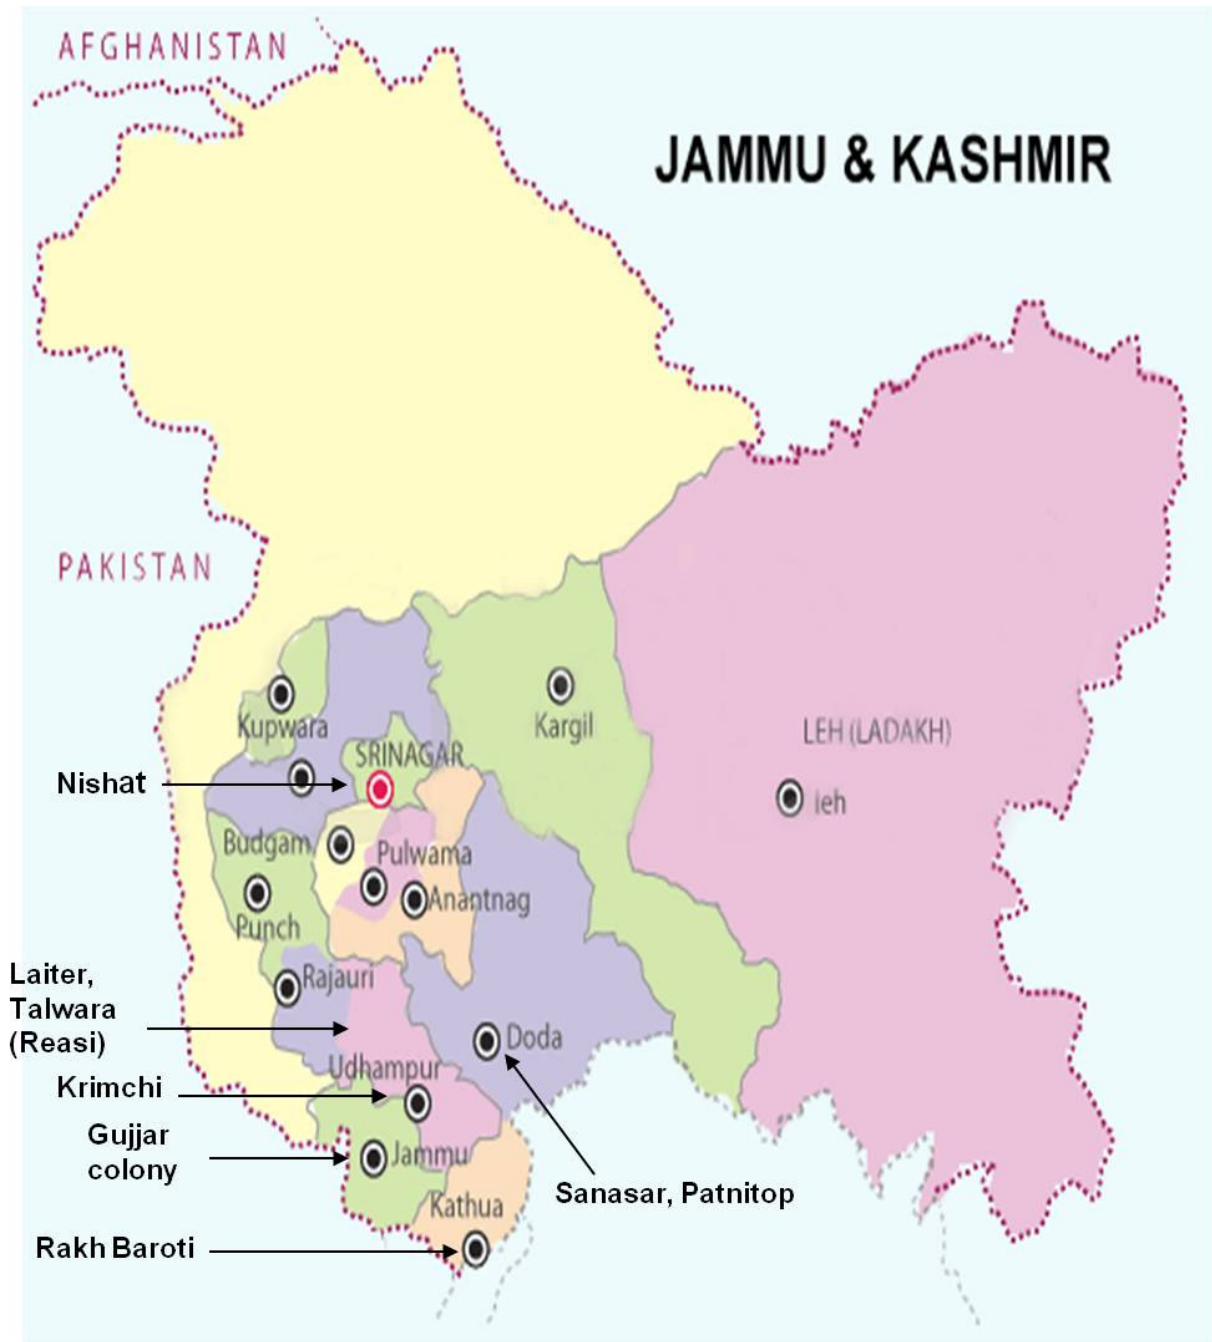 AFGHANISTAN
JAMMU & KASHMIR
PAKISTAN
Kupwara
Kargil
LEH (LADAKH)
SRINAGAR
Nishat
leh
Budgam
Pulwama
Anantnag
Punch
Laiter,
Talwara
(Reasi)
Rajauri
Doda
Udhampur
Krimchi
Gujjar
colony
Jammu
Sanasar, Patnitop
Kathua
Rakh Baroti